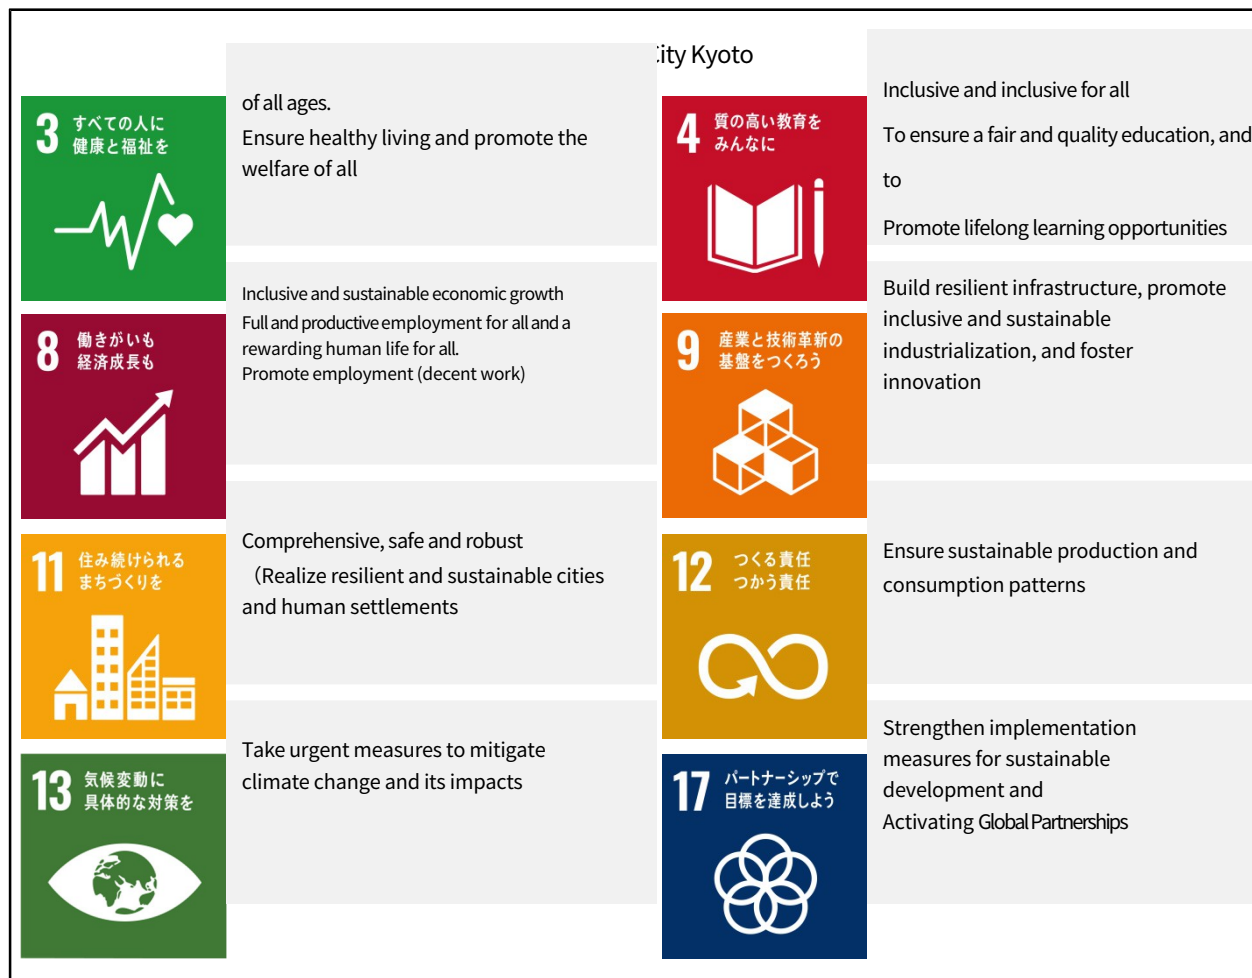 City Kyoto
3 すべての人に
健康と福祉を
of all ages.
Ensure healthy living and promote the
welfare of all
4 質の高い教育を
みんなに
Inclusive and inclusive for all
To ensure a fair and quality education, and
to
Promote lifelong learning opportunities
8 働きがいも
経済成長も
Inclusive and sustainable economic growth
Full and productive employment for all and a
rewarding human life for all.
Promote employment (decent work)
9 産業と技術革新の
基盤をつくろう
Build resilient infrastructure, promote
inclusive and sustainable
industrialization, and foster
innovation
11 住み続けられる
まちづくりを
Comprehensive, safe and robust
（Realize resilient and sustainable cities
and human settlements
12 つくる責任
つかう責任
Ensure sustainable production and
consumption patterns
13 気候変動に
具体的な対策を
Take urgent measures to mitigate
climate change and its impacts
17 パートナーシップで
目標を達成しよう
Strengthen implementation
measures for sustainable
development and
Activating Global Partnerships